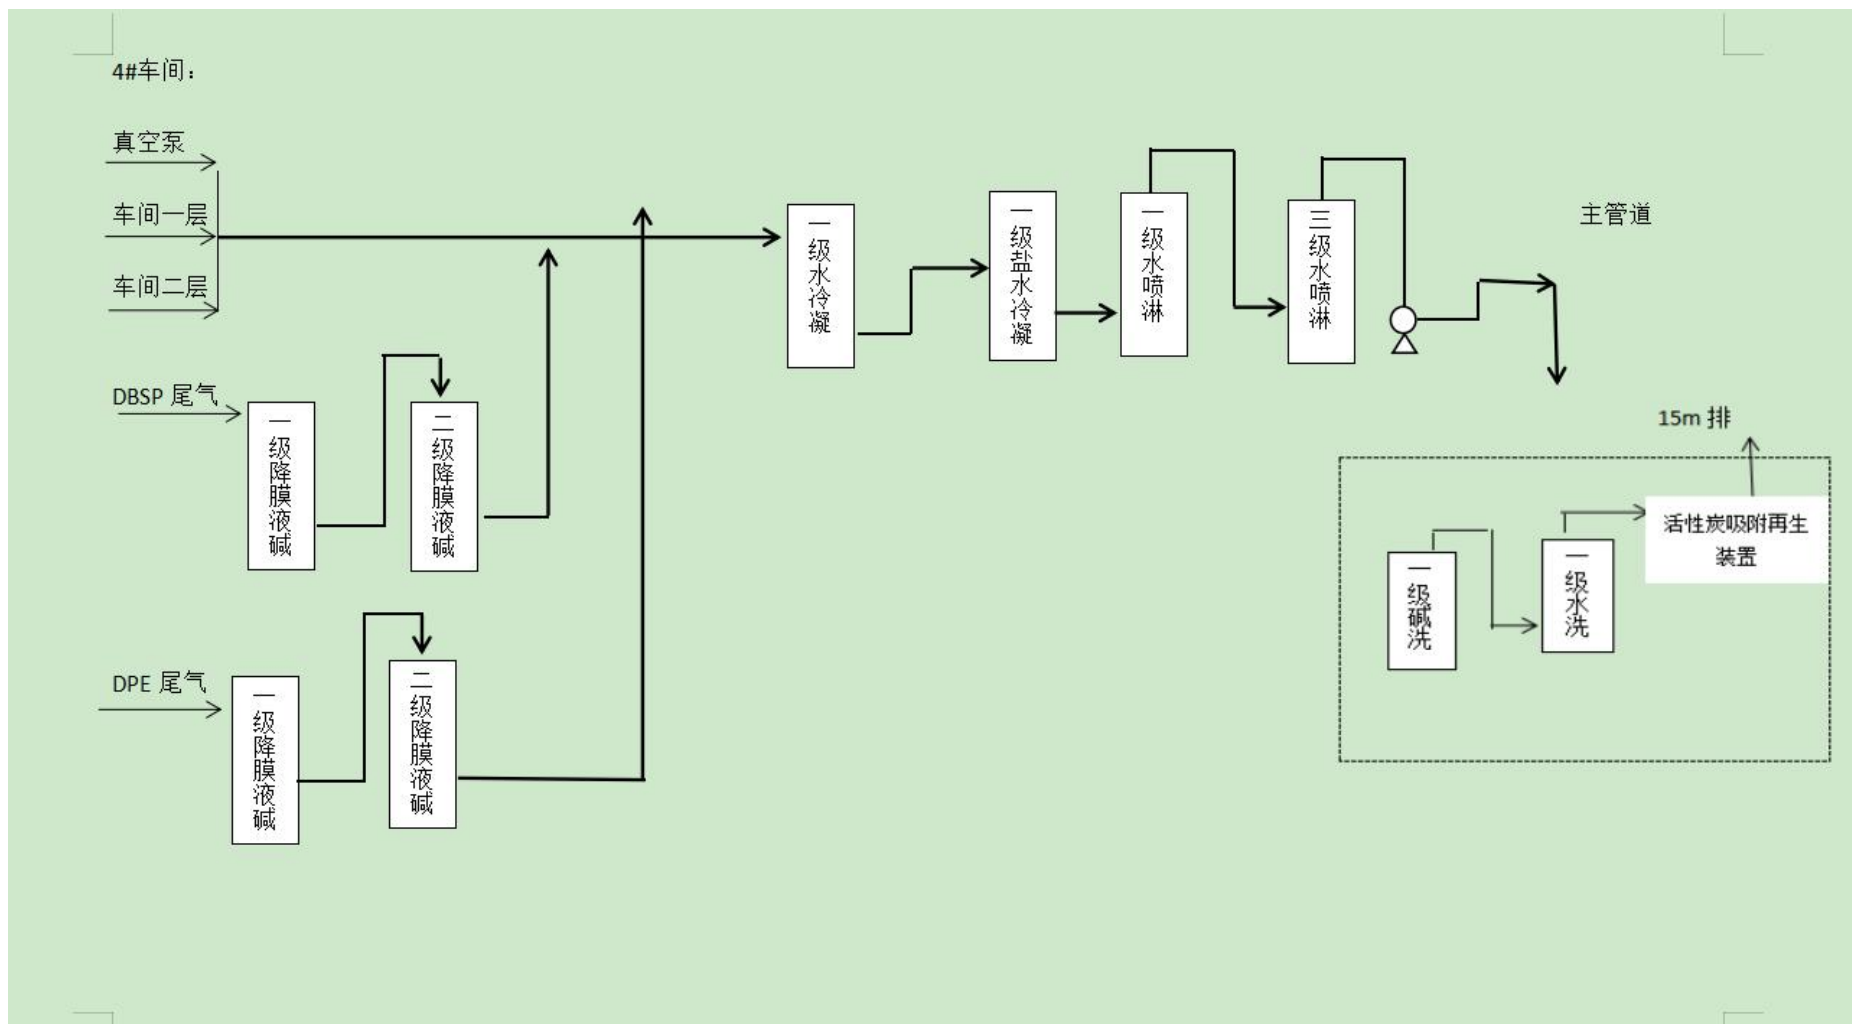 4#车间：
真空泵
车间一层
车间二层
一级水冷凝
一级盐水冷凝
一级水喷淋
三级水喷淋
主管道
DBSP 尾气
一级降膜液碱
二级降膜液碱
15m 排
活性炭吸附再生
装置
一级碱洗
一级水洗
DPE 尾气
一级降膜液碱
二级降膜液碱